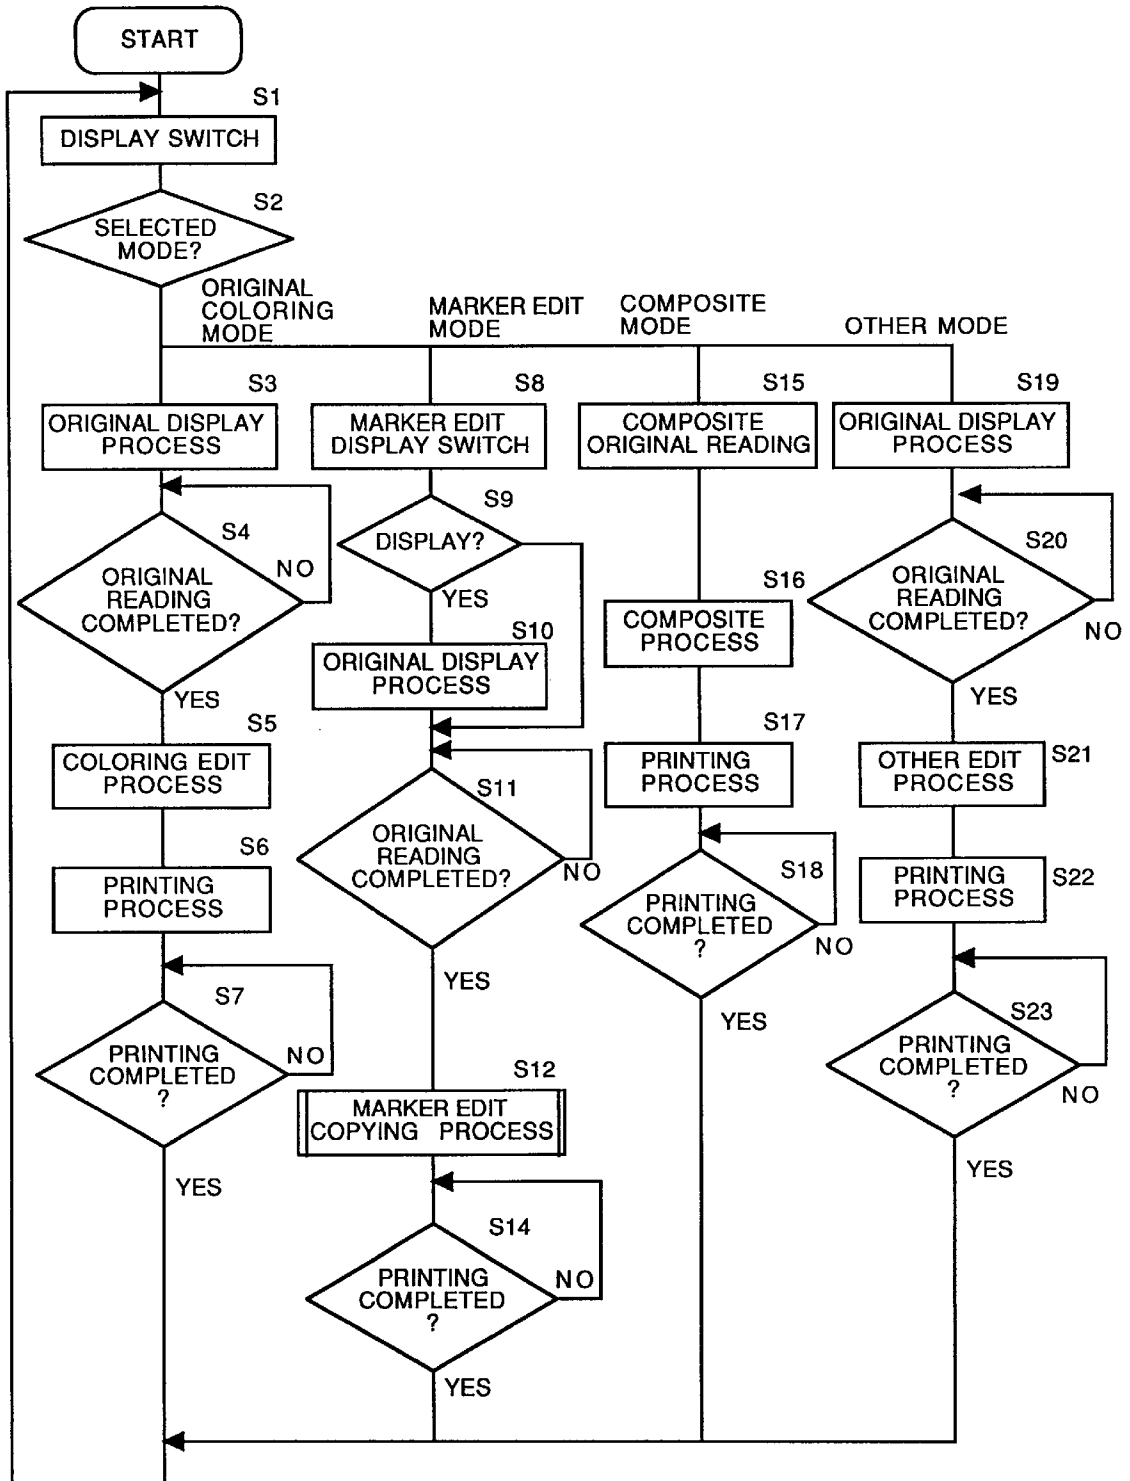 START
S1
DISPLAY SWITCH
S2
SELECTED
MODE?
ORIGINAL
COLORING
MODE
MARKER EDIT
MODE
COMPOSITE
MODE
OTHER MODE
S3
ORIGINAL DISPLAY
PROCESS
S4
ORIGINAL
READING
COMPLETED?
NO
YES
S5
COLORING EDIT
PROCESS
S6
PRINTING
PROCESS
S7
PRINTING
COMPLETED
?
NO
YES
S8
MARKER EDIT
DISPLAY SWITCH
S9
DISPLAY?
YES
S10
ORIGINAL DISPLAY
PROCESS
S11
ORIGINAL
READING
COMPLETED?
NO
YES
S12
MARKER EDIT
COPYING PROCESS
S14
PRINTING
COMPLETED
?
NO
YES
S15
COMPOSITE
ORIGINAL READING
S16
COMPOSITE
PROCESS
S17
PRINTING
PROCESS
S18
PRINTING
COMPLETED
?
NO
YES
S19
ORIGINAL DISPLAY
PROCESS
S20
ORIGINAL
READING
COMPLETED?
NO
YES
S21
OTHER EDIT
PROCESS
S22
PRINTING
PROCESS
S23
PRINTING
COMPLETED
?
NO
YES